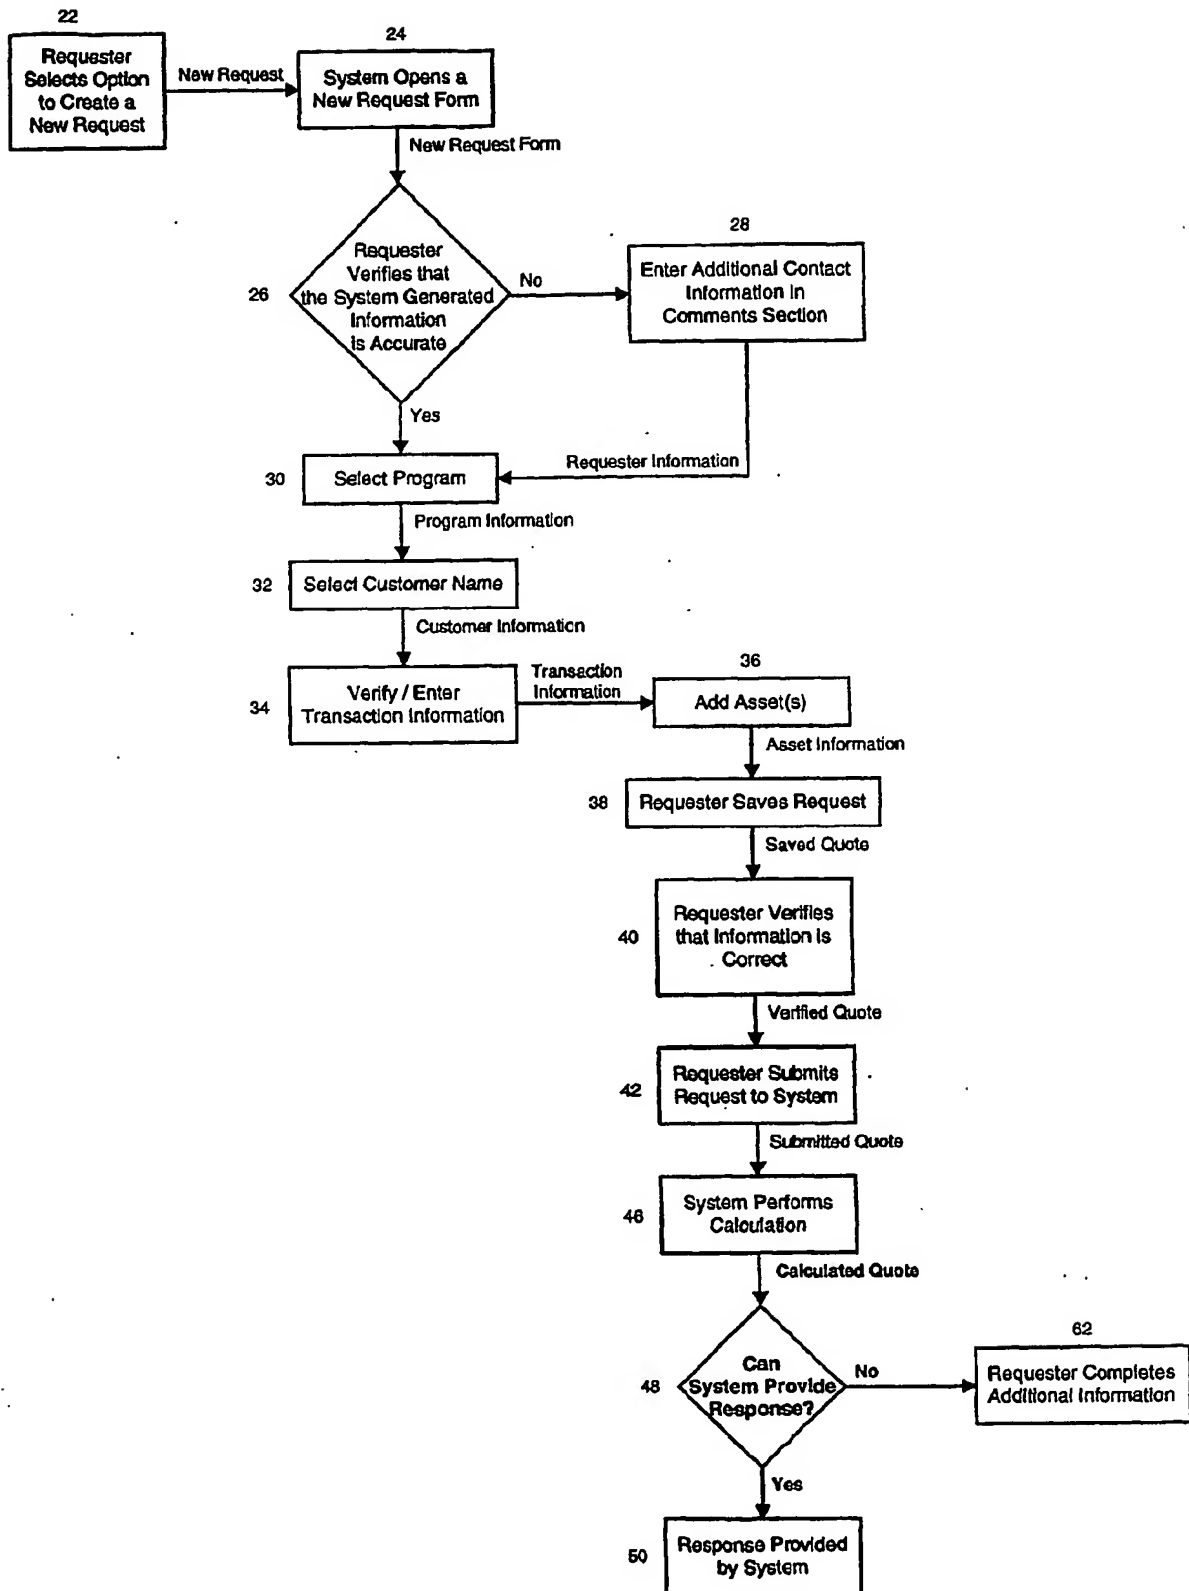 22
Requester
Selects Option
to Create a
New Request
New Request
24
System Opens a
New Request Form
New Request Form
26
Requester
Verifies that
the System Generated
Information
is Accurate
No
28
Enter Additional Contact
Information in
Comments Section
Yes
Requester Information
30
Select Program
Program Information
32
Select Customer Name
Customer Information
34
Verify / Enter
Transaction Information
Transaction
Information
36
Add Asset(s)
Asset Information
38
Requester Saves Request
Saved Quote
40
Requester Verifies
that Information is
Correct
Verified Quote
42
Requester Submits
Request to System
Submitted Quote
46
System Performs
Calculation
Calculated Quote
48
Can
System Provide
Response?
No
62
Requester Completes
Additional Information
Yes
50
Response Provided
by System